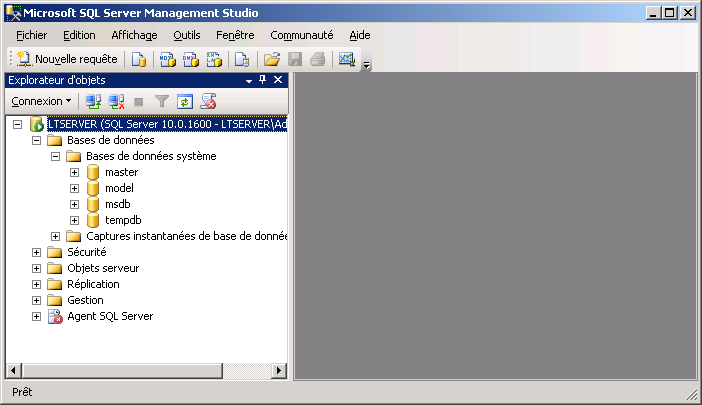 Microsoft SQL Server Management Studio
Fichier Edition Affichage Outils Fenêtre Communauté Aide
Nouvelle requête
Explorateur d'objets
Connexion
LTSERVER (SQL Server 10.0.1600 - LTSERVER\Ad
Bases de données
Bases de données système
master
model
msdb
tempdb
Captures instantanées de base de donnée
Sécurité
Objets serveur
Réplication
Gestion
Agent SQL Server
Prêt